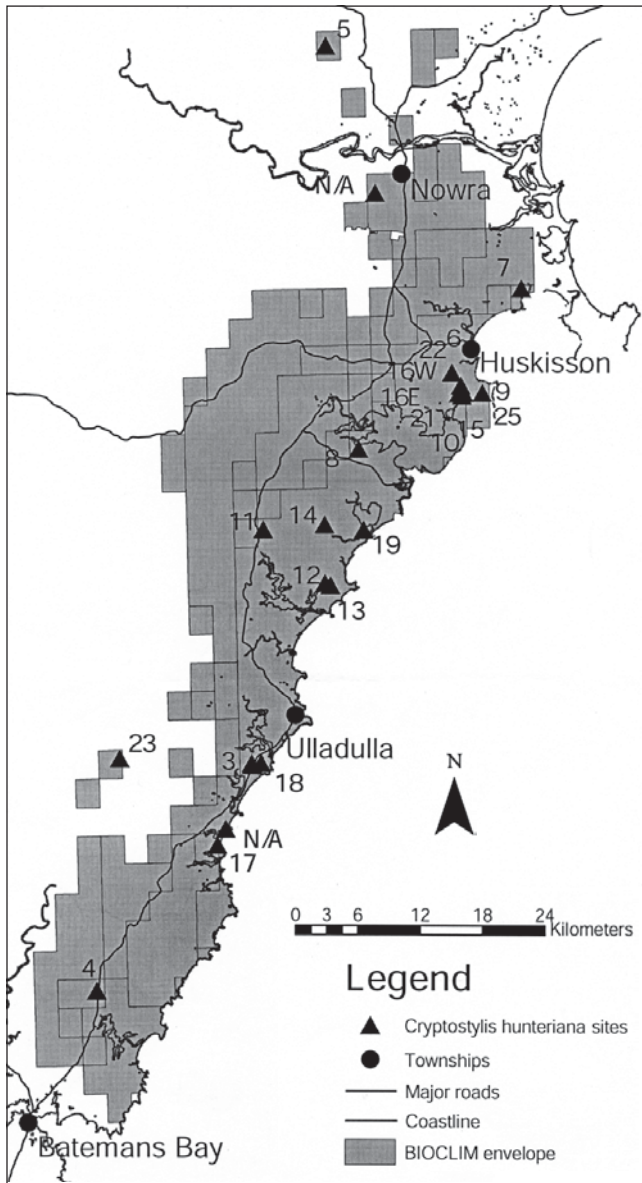 5
N/A
Nowra
7
6
22
Huskisson
16W
9
16E
25
21
15
10
8
14
11
19
12
13
Ulladulla
23
3
18
N
N/A
17
0 3 6 12 18 24
Kilometers
4
Legend
Cryptostylis hunteriana sites
Townships
Major roads
Coastline
BIOCLIM envelope
Batemans Bay